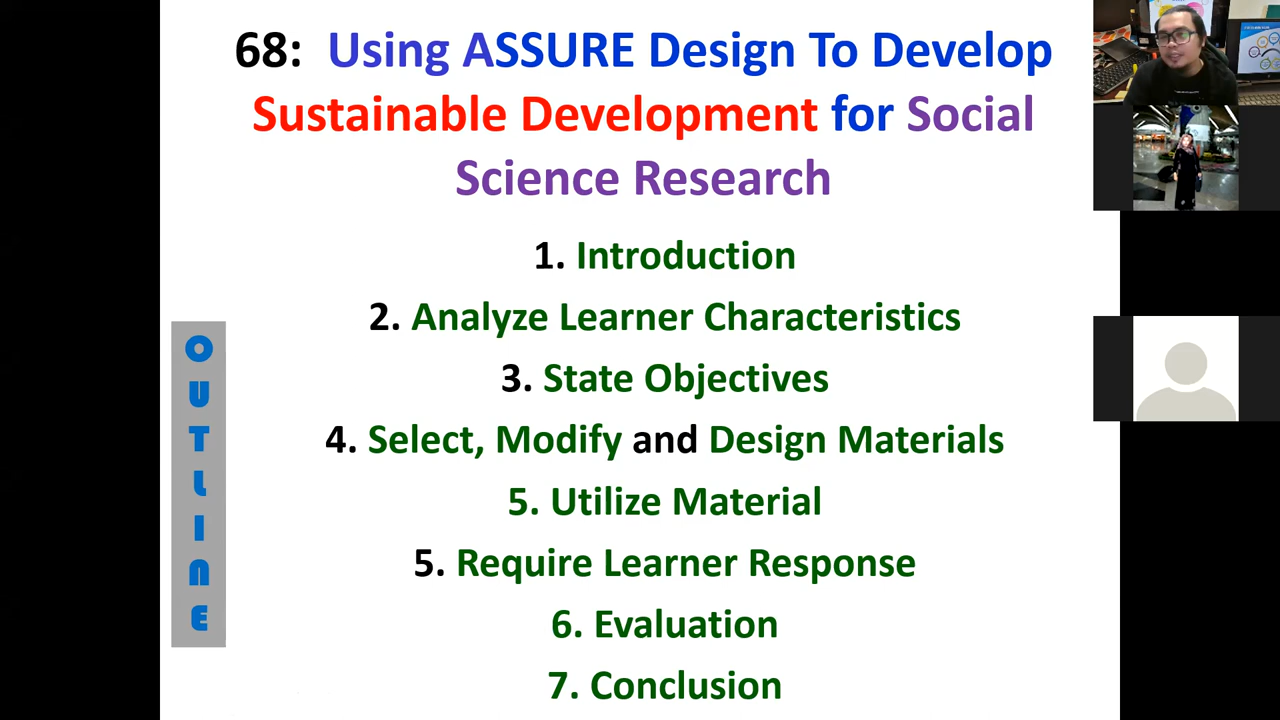 68: Using ASSURE Design To Develop
Sustainable Development for Social
Science Research
1. Introduction
2. Analyze Learner Characteristics
3. State Objectives
4. Select, Modify and Design Materials
5. Utilize Material
5. Require Learner Response
6. Evaluation
7. Conclusion
OUTLINE